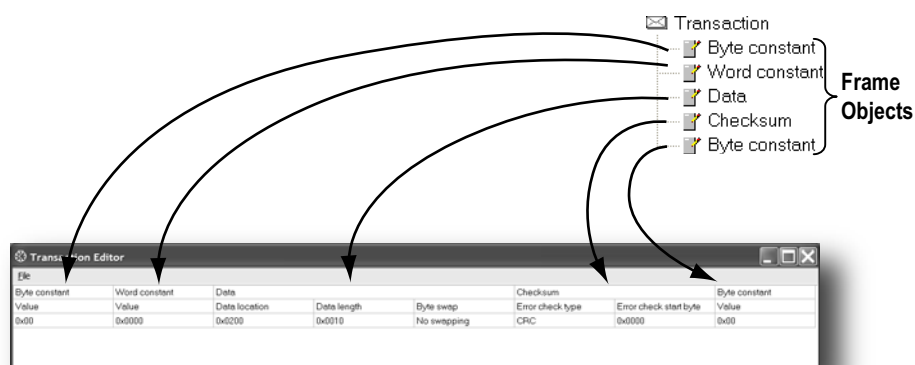 Transaction
Byte constant
Word constant
Data
Checksum
Byte constant
Frame
Objects
Transaction Editor
File
Byte constant Word constant Data Checksum Byte constant
Value Value Data location Data length Byte swap Error check type Error check start byte Value
0x00 0x0000 0x0200 0x0010 No swapping CRC 0x0000 0x00